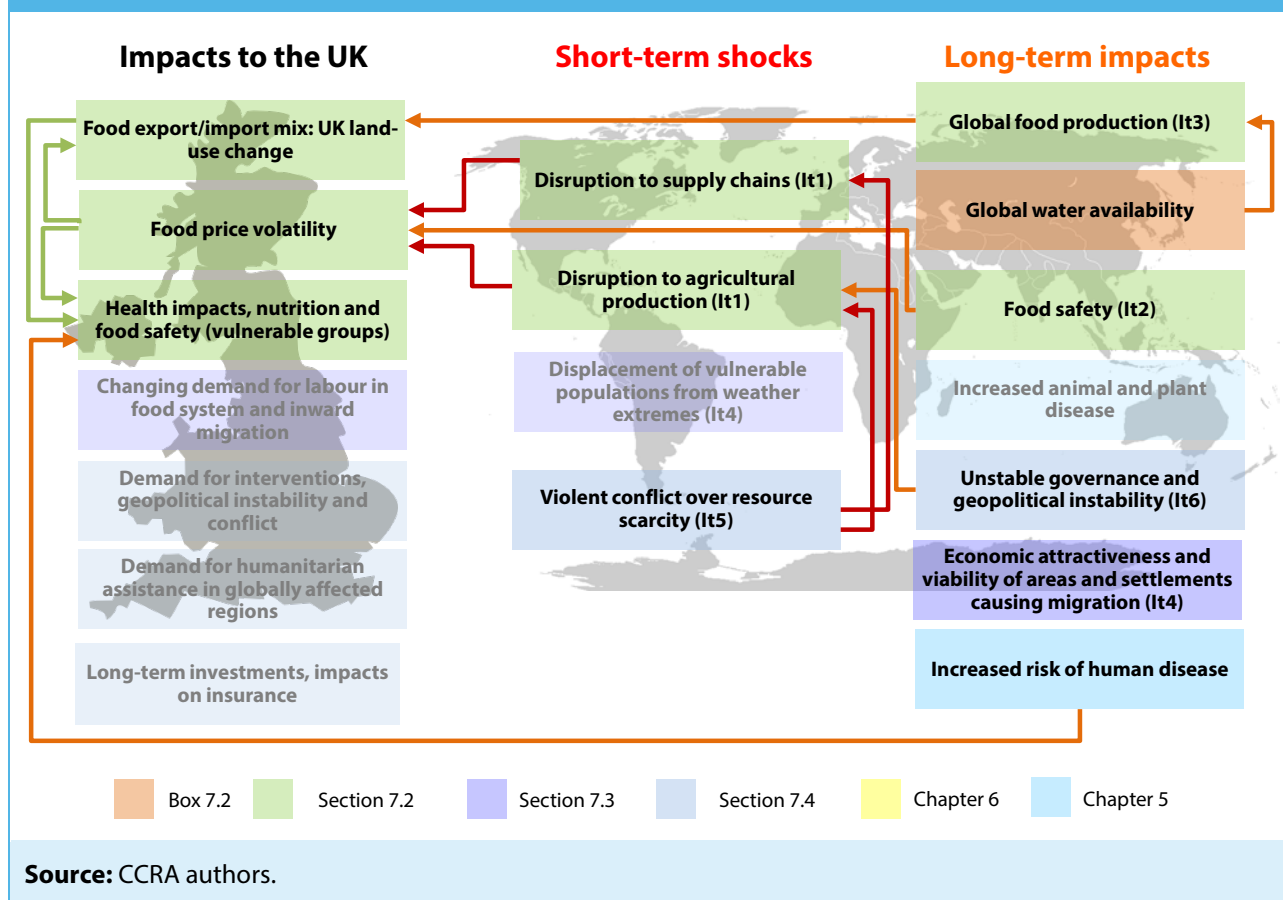 Impacts to the UK
Short-term shocks
Long-term impacts
Food export/import mix: UK land-
use change
Food price volatility
Health impacts, nutrition and
food safety (vulnerable groups)
Changing demand for labour in
food system and inward
migration
Demand for interventions,
geopolitical instability and
conflict
Demand for humanitarian
assistance in globally affected
regions
Long-term investments, impacts
on insurance
Disruption to supply chains (It1)
Disruption to agricultural
production (It1)
Displacement of vulnerable
populations from weather
extremes (It4)
Violent conflict over resource
scarcity (It5)
Global food production (It3)
Global water availability
Food safety (It2)
Increased animal and plant
disease
Unstable governance and
geopolitical instability (It6)
Economic attractiveness and
viability of areas and settlements
causing migration (It4)
Increased risk of human disease
Box 7.2
Section 7.2
Section 7.3
Section 7.4
Chapter 6
Chapter 5
Source: CCRA authors.